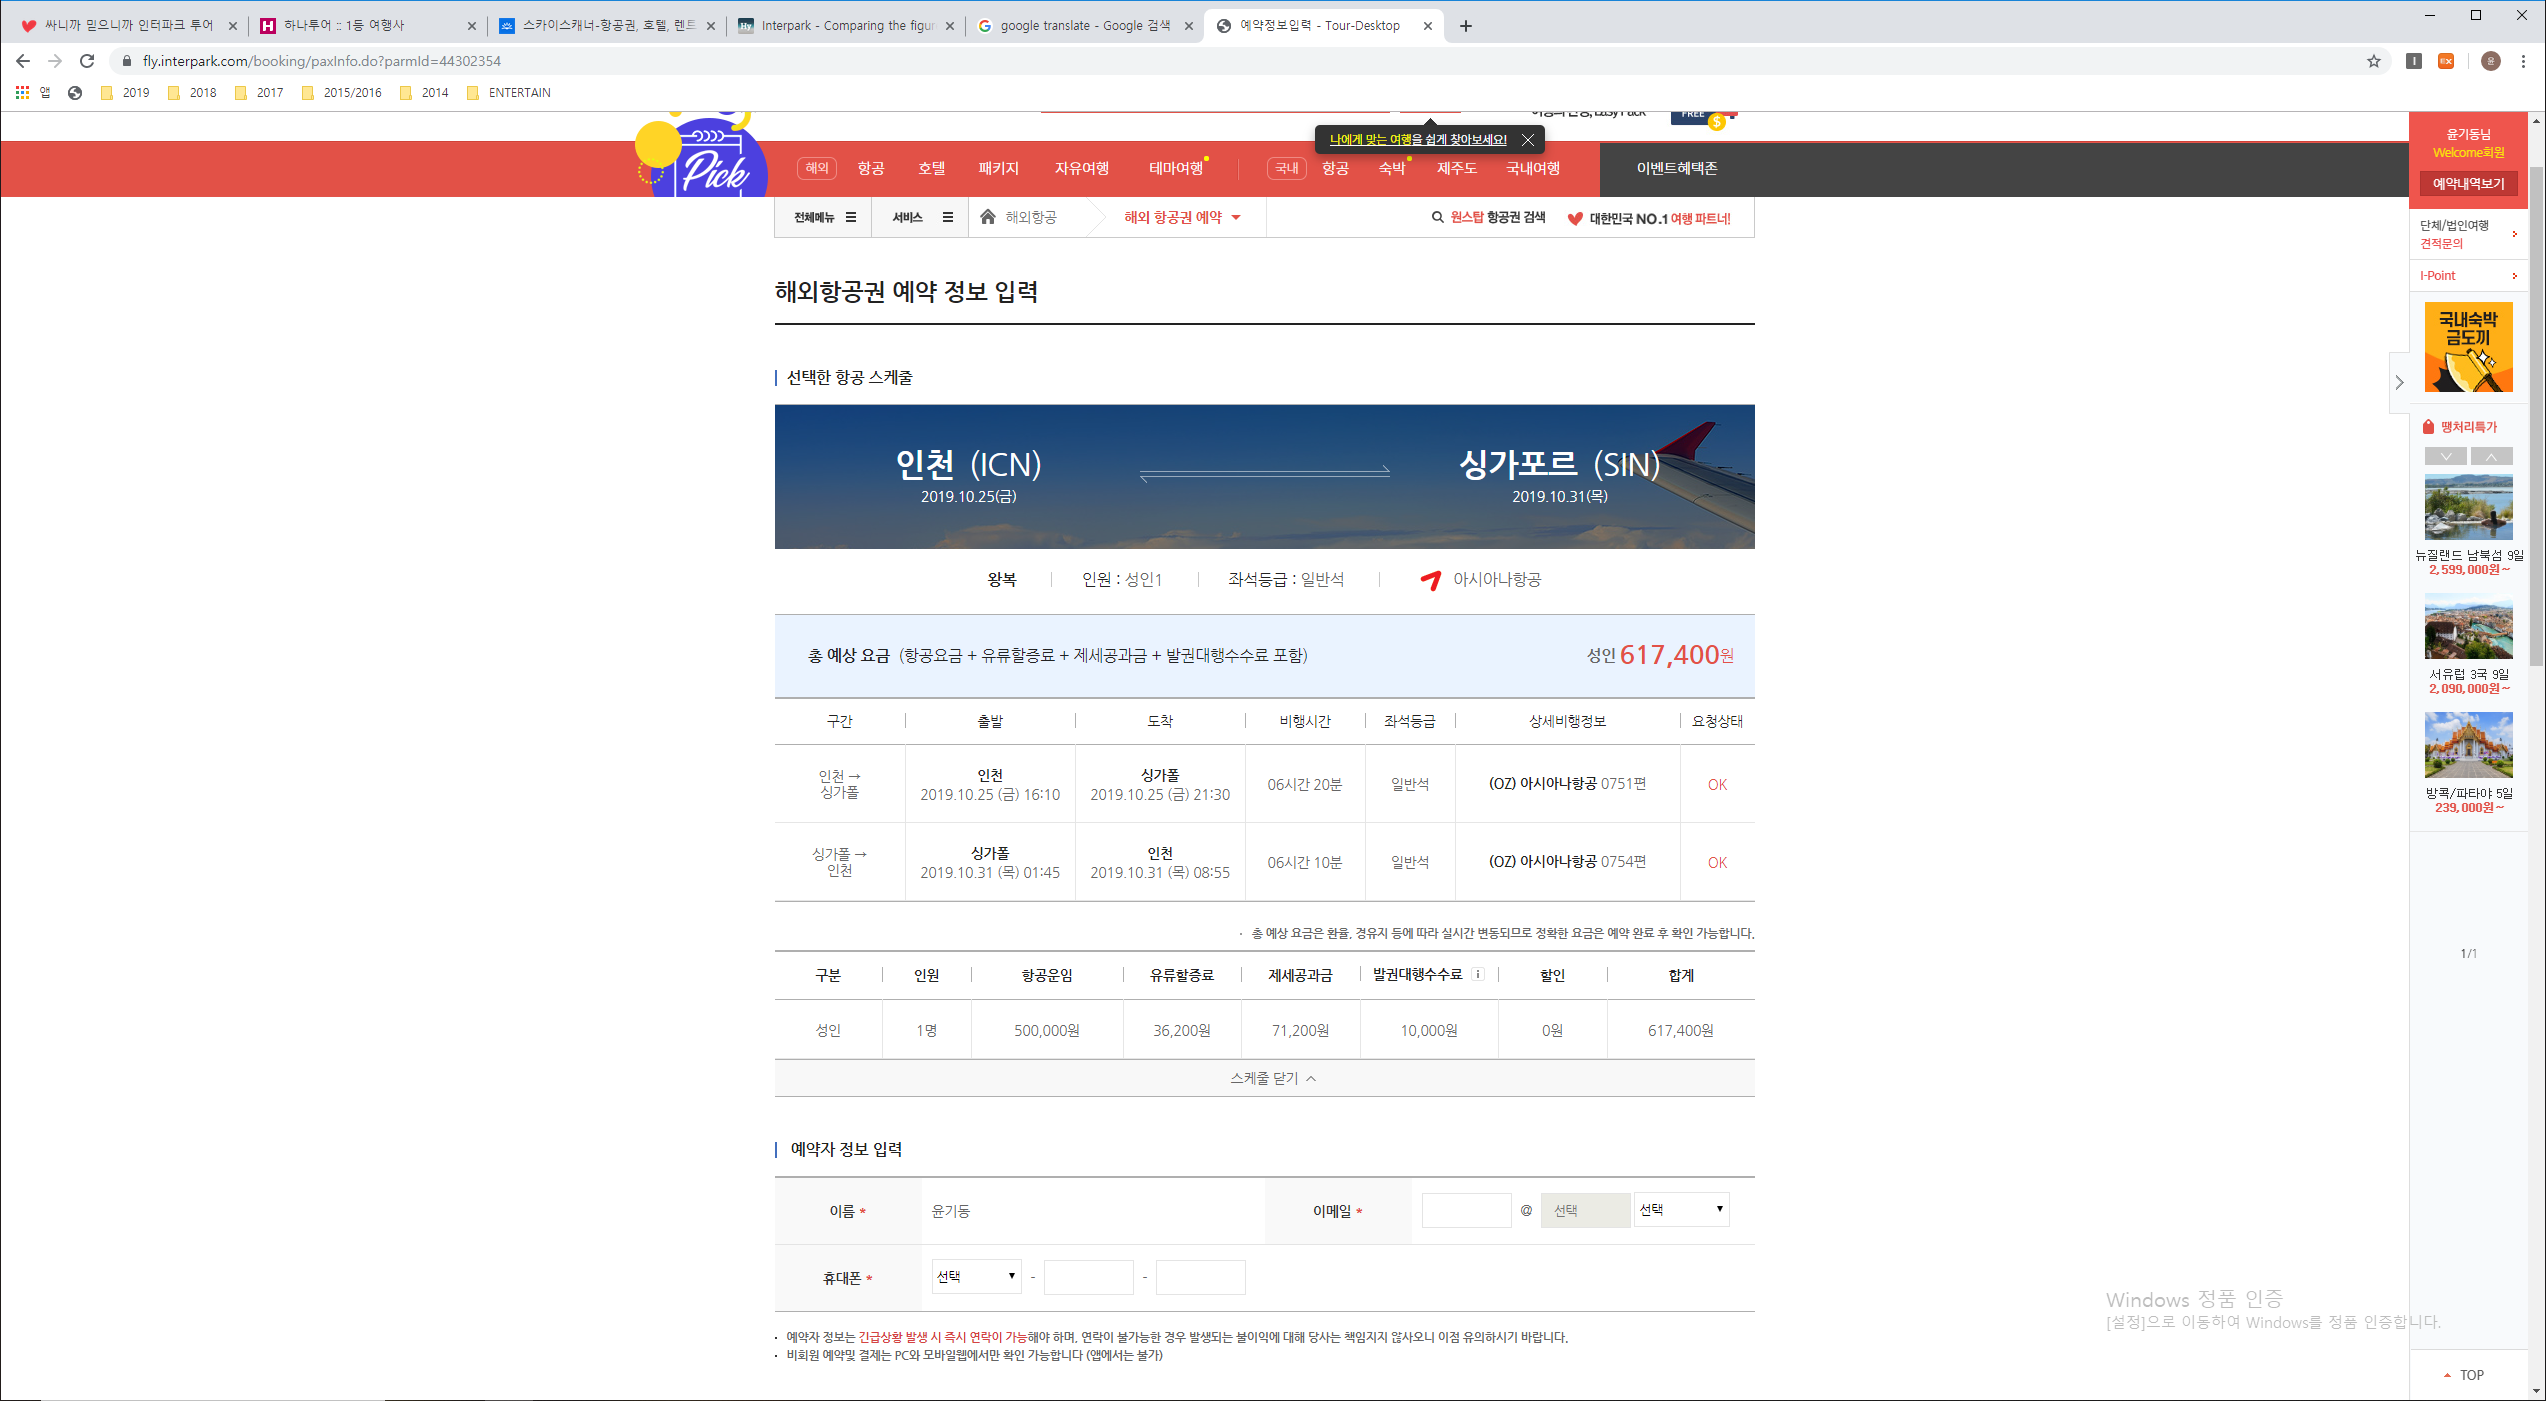 싸니까 믿으니까 인터파크 투어
하나투어 :: 1등 여행사
스카이스캐너-항공권, 호텔, 렌트
Interpark - Comparing the figur
google translate - Google 검색
예약정보입력 - Tour-Desktop
fly.interpark.com/booking/paxInfo.do?parmId=44302354
앱
2019
2018
2017
2015/2016
2014
ENTERTAIN
FREE
나에게 맞는 여행을 쉽게 찾아보세요!
Pick
해외
항공
호텔
패키지
자유여행
테마여행
국내
항공
숙박
제주도
국내여행
이벤트혜택존
전체메뉴
서비스
해외항공
해외 항공권 예약
원스탑 항공권 검색
대한민국 NO.1 여행 파트너!
해외항공권 예약 정보 입력
선택한 항공 스케줄
인천 (ICN)
2019.10.25(금)
싱가포르 (SIN)
2019.10.31(목)
왕복
인원 : 성인1
좌석등급 : 일반석
아시아나항공
총 예상 요금 (항공요금 + 유류할증료 + 제세공과금 + 발권대행수수료 포함)
성인 617,400원
구간 출발 도착 비행시간 좌석등급 상세비행정보 요청상태
인천 →
싱가폴
인천
2019.10.25 (금) 16:10
싱가폴
2019.10.25 (금) 21:30
06시간 20분
일반석
(OZ) 아시아나항공 0751편
OK
싱가폴 →
인천
싱가폴
2019.10.31 (목) 01:45
인천
2019.10.31 (목) 08:55
06시간 10분
일반석
(OZ) 아시아나항공 0754편
OK
· 총 예상 요금은 환율, 경유지 등에 따라 실시간 변동되므로 정확한 요금은 예약 완료 후 확인 가능합니다.
구분 인원 항공운임 유류할증료 제세공과금 발권대행수수료 i 할인 합계
성인 1명 500,000원 36,200원 71,200원 10,000원 0원 617,400원
스케줄 닫기
예약자 정보 입력
이름 * 윤기동
이메일 * @ 선택 선택
휴대폰 * 선택 - -
· 예약자 정보는 긴급상황 발생 시 즉시 연락이 가능해야 하며, 연락이 불가능한 경우 발생되는 불이익에 대해 당사는 책임지지 않사오니 이점 유의하시기 바랍니다.
· 비회원 예약및 결제는 PC와 모바일웹에서만 확인 가능합니다 (앱에서는 불가)
윤기동님
Welcome회원
예약내역보기
단체/법인여행
견적문의
I-Point
국내숙박
금도끼
땡처리특가
뉴질랜드 남북섬 9일
2,599,000원~
서유럽 3국 9일
2,090,000원~
방콕/파타야 5일
239,000원~
1/1
Windows 정품 인증
[설정]으로 이동하여 Windows를 정품 인증합니다.
TOP